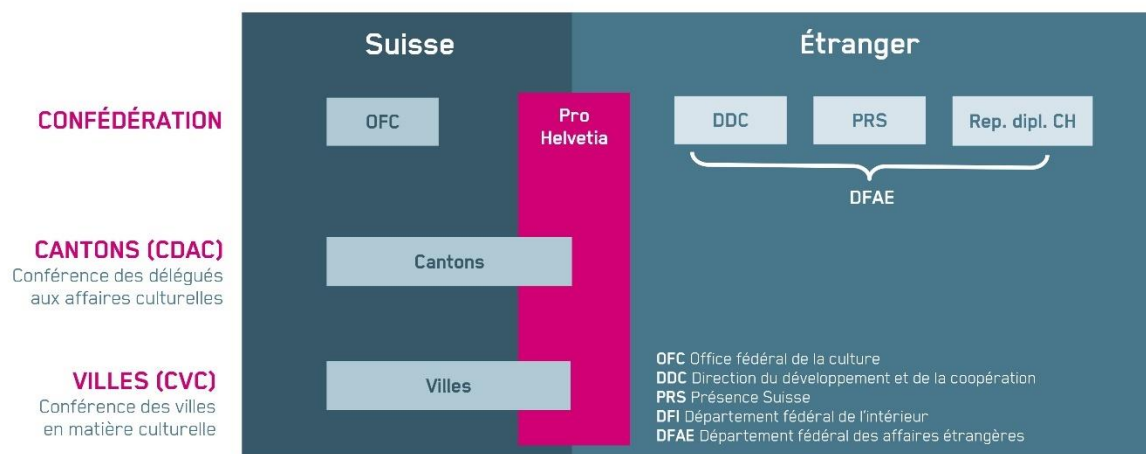 Suisse
Étranger
CONFÉDÉRATION
OFC
Pro
Helvetia
DDC
PRS
Rep. dipl. CH
DFAE
CANTONS (CDAC)
Conférence des délégués
aux affaires culturelles
Cantons
VILLES (CVC)
Conférence des villes
en matière culturelle
Villes
OFC Office fédéral de la culture
DDC Direction du développement et de la coopération
PRS Présence Suisse
DFI Département fédéral de l'intérieur
DFAE Département fédéral des affaires étrangères